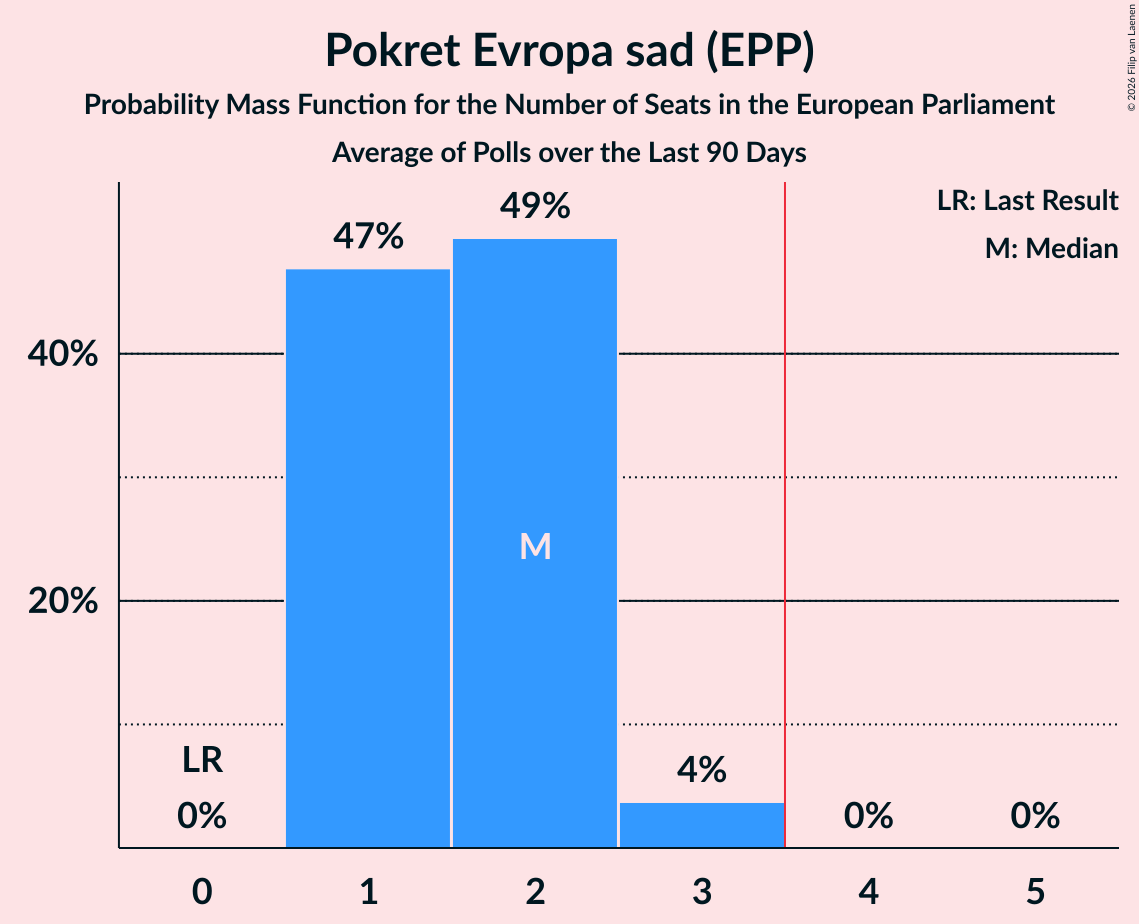 Pokret Evropa sad (EPP)
Probability Mass Function for the Number of Seats in the European Parliament
Average of Polls over the Last 90 Days
© 2026 Filip van Laenen
LR: Last Result
M: Median
49%
47%
40%
M
20%
LR
4%
0%
0%
0%
0 1 2 3 4 5